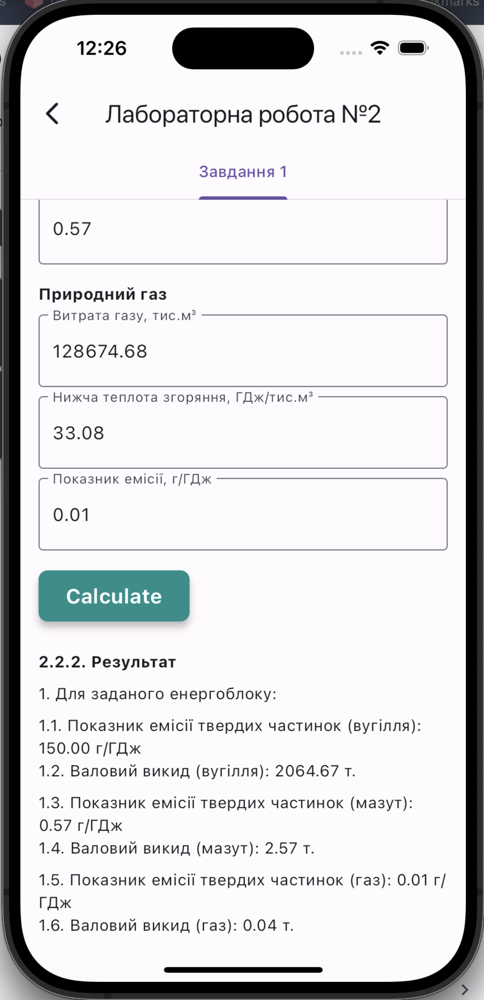 12:26
Лабораторна робота №2
Завдання 1
0.57
Природний газ
Витрата газу, тис.м³
128674.68
Нижча теплота згоряння, ГДж/тис.м³
33.08
Показник емісії, г/ГДж
0.01
Calculate
2.2.2. Результат
1. Для заданого енергоблоку:
1.1. Показник емісії твердих частинок (вугілля):
150.00 г/ГДж
1.2. Валовий викид (вугілля): 2064.67 т.
1.3. Показник емісії твердих частинок (мазут):
0.57 г/ГДж
1.4. Валовий викид (мазут): 2.57 т.
1.5. Показник емісії твердих частинок (газ): 0.01 г/
ГДж
1.6. Валовий викид (газ): 0.04 т.